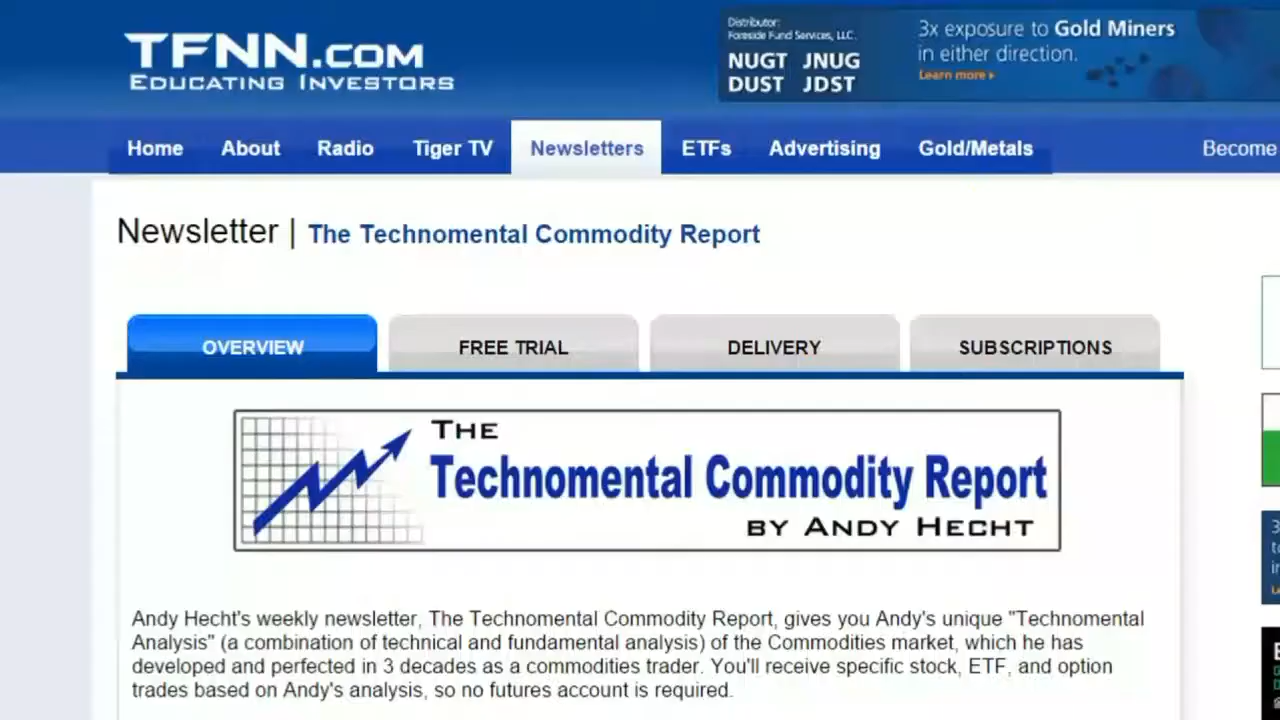 TFNN.COM
EDUCATING INVESTORS
Distributor:
Foreside Fund Services, LLC.
NUGT JNUG
DUST JDST
3x exposure to Gold Miners
in either direction.
Learn more
Home About Radio Tiger TV Newsletters ETFs Advertising Gold/Metals Become
Newsletter | The Technomental Commodity Report
OVERVIEW FREE TRIAL DELIVERY SUBSCRIPTIONS
THE
Technomental Commodity Report
BY ANDY HECHT
Andy Hecht's weekly newsletter, The Technomental Commodity Report, gives you Andy's unique "Technomental
Analysis" (a combination of technical and fundamental analysis) of the Commodities market, which he has
developed and perfected in 3 decades as a commodities trader. You'll receive specific stock, ETF, and option
trades based on Andy's analysis, so no futures account is required.